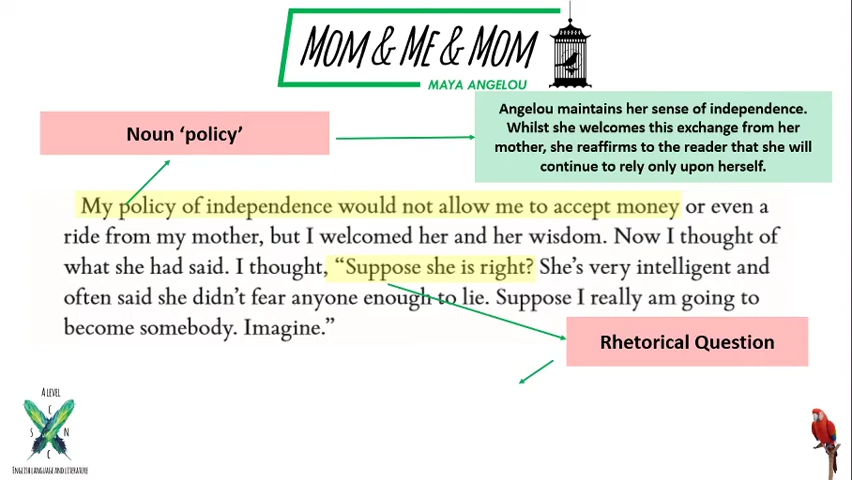 MOM & ME & MOM
MAYA ANGELOU
Noun ‘policy’
Angelou maintains her sense of independence.
Whilst she welcomes this exchange from her
mother, she reaffirms to the reader that she will
continue to rely only upon herself.
My policy of independence would not allow me to accept money or even a
ride from my mother, but I welcomed her and her wisdom. Now I thought of
what she had said. I thought, “Suppose she is right? She’s very intelligent and
often said she didn’t fear anyone enough to lie. Suppose I really am going to
become somebody. Imagine.”
Rhetorical Question
A LEVEL
C
S N
C
ENGLISH LANGUAGE AND LITERATURE